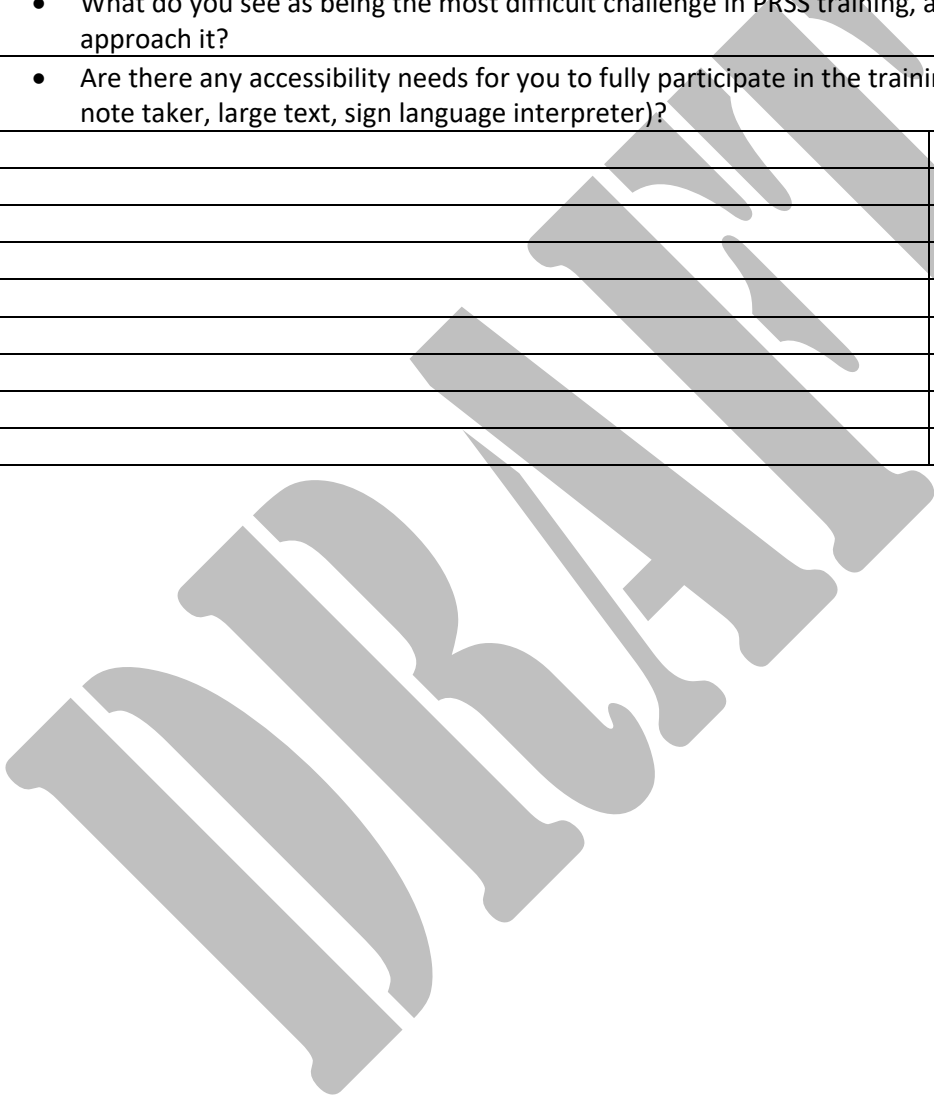 • What do you see as being the most difficult challenge in PRSS training, a
approach it?
• Are there any accessibility needs for you to fully participate in the trainin
note taker, large text, sign language interpreter)?
DRAFT